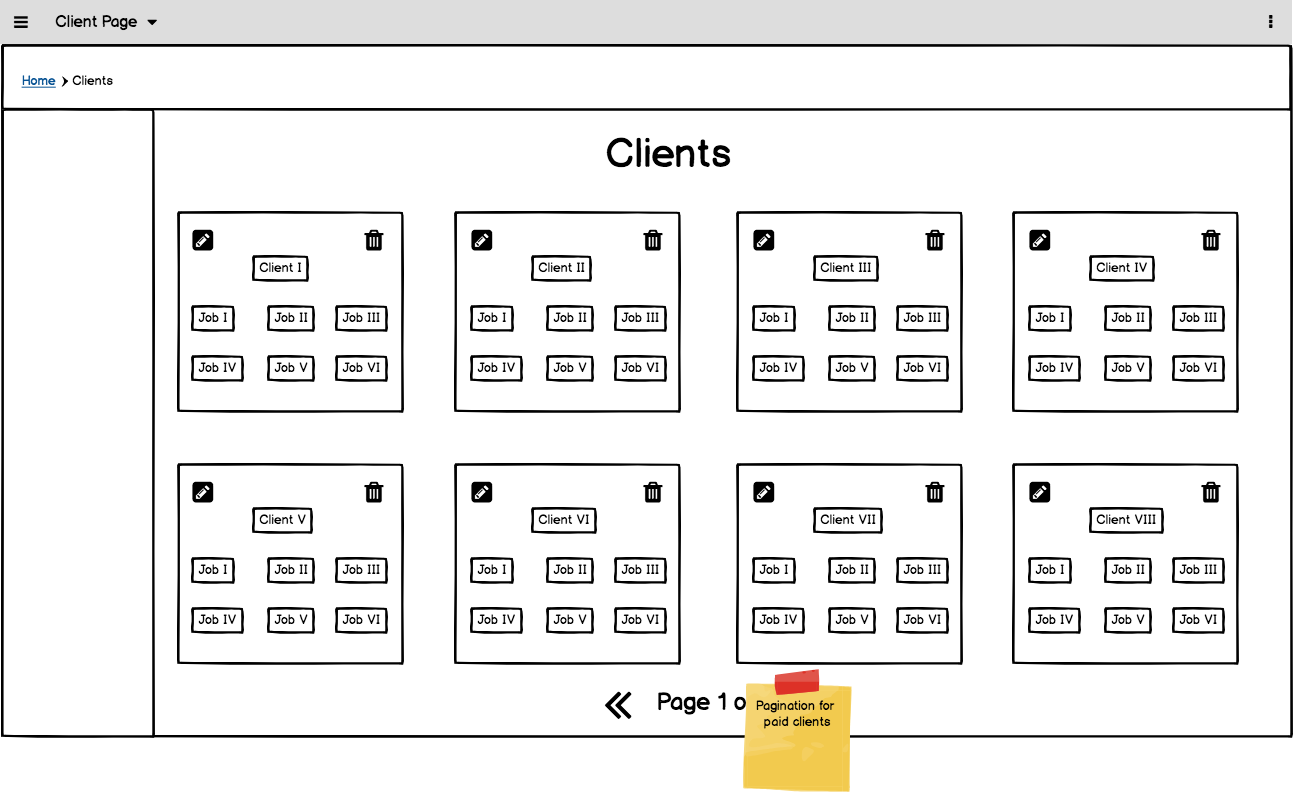 Client Page
Home Clients
Clients
Client I
Job I Job II Job III
Job IV Job V Job VI
Client II
Job I Job II Job III
Job IV Job V Job VI
Client III
Job I Job II Job III
Job IV Job V Job VI
Client IV
Job I Job II Job III
Job IV Job V Job VI
Client V
Job I Job II Job III
Job IV Job V Job VI
Client VI
Job I Job II Job III
Job IV Job V Job VI
Client VII
Job I Job II Job III
Job IV Job V Job VI
Client VIII
Job I Job II Job III
Job IV Job V Job VI
Page 1
Pagination for
paid clients